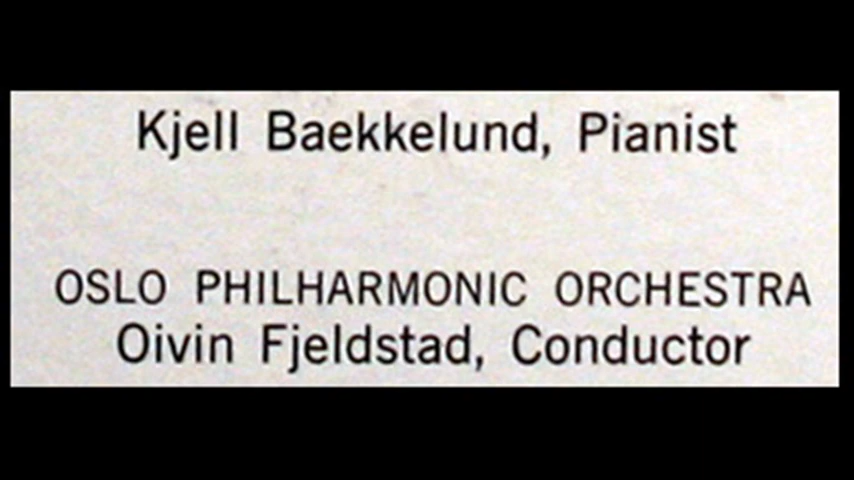 Kjell Baekkelund, Pianist
OSLO PHILHARMONIC ORCHESTRA
Oivin Fjeldstad, Conductor